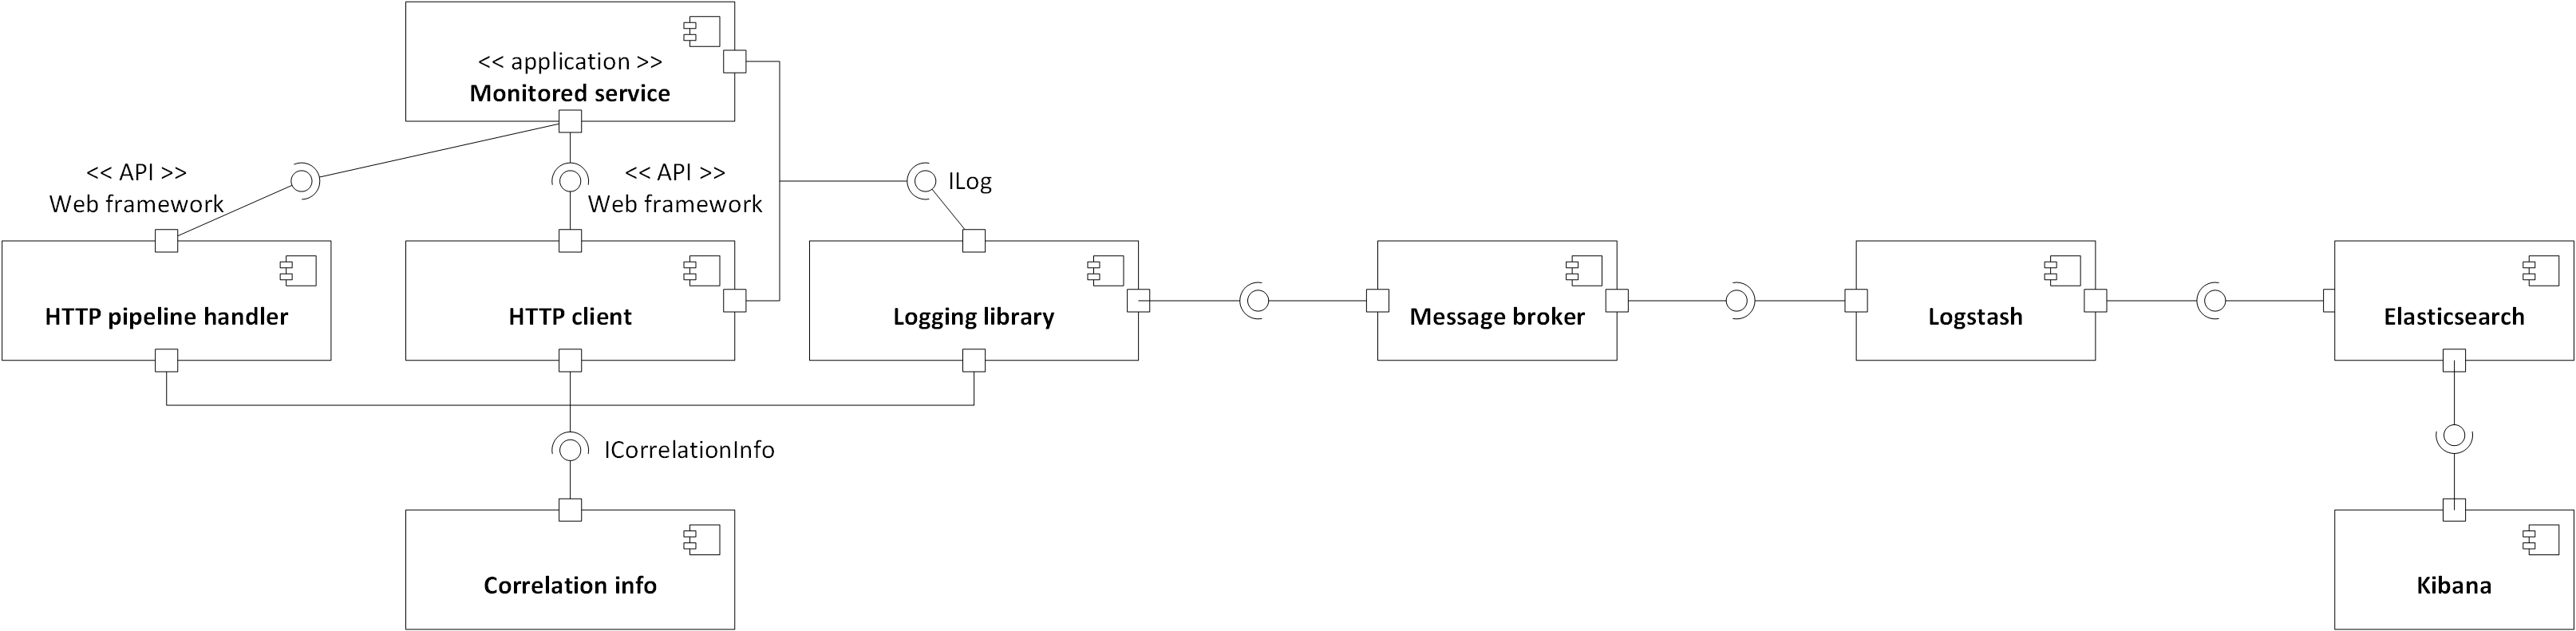 << application >>
Monitored service
<< API >>
Web framework
<< API >>
Web framework
ILog
HTTP pipeline handler
HTTP client
Logging library
Message broker
Logstash
Elasticsearch
ICorrelationInfo
Correlation info
Kibana